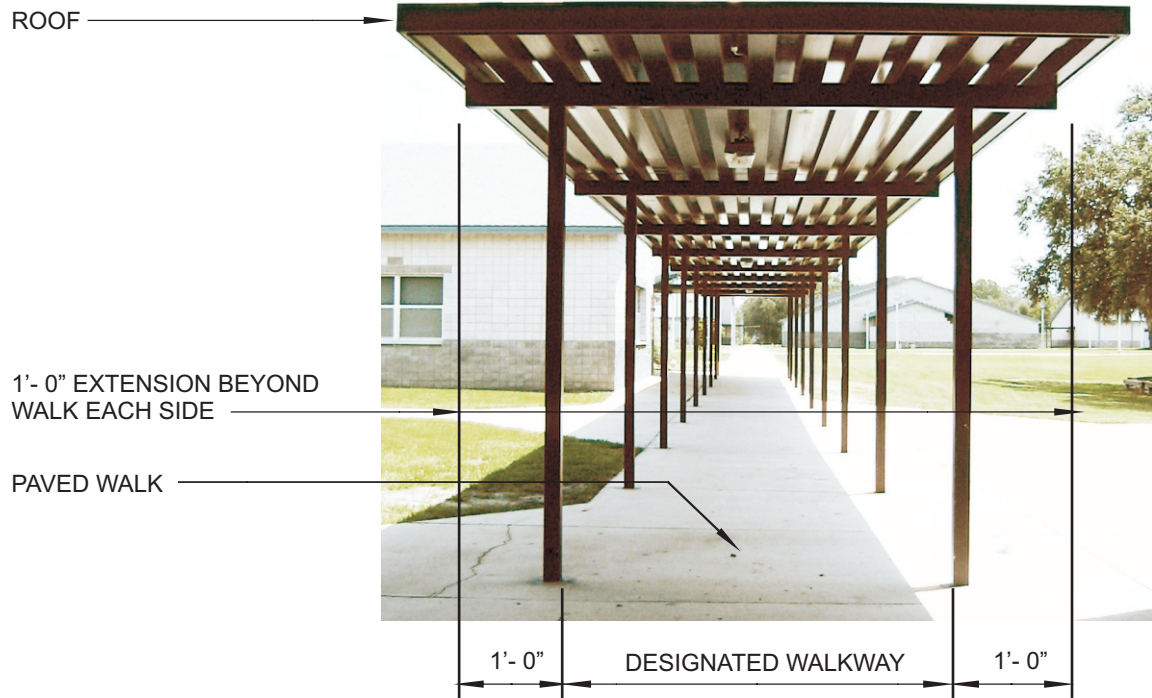 ROOF
1’- 0” EXTENSION BEYOND
WALK EACH SIDE
PAVED WALK
1’- 0”
DESIGNATED WALKWAY
1’- 0”